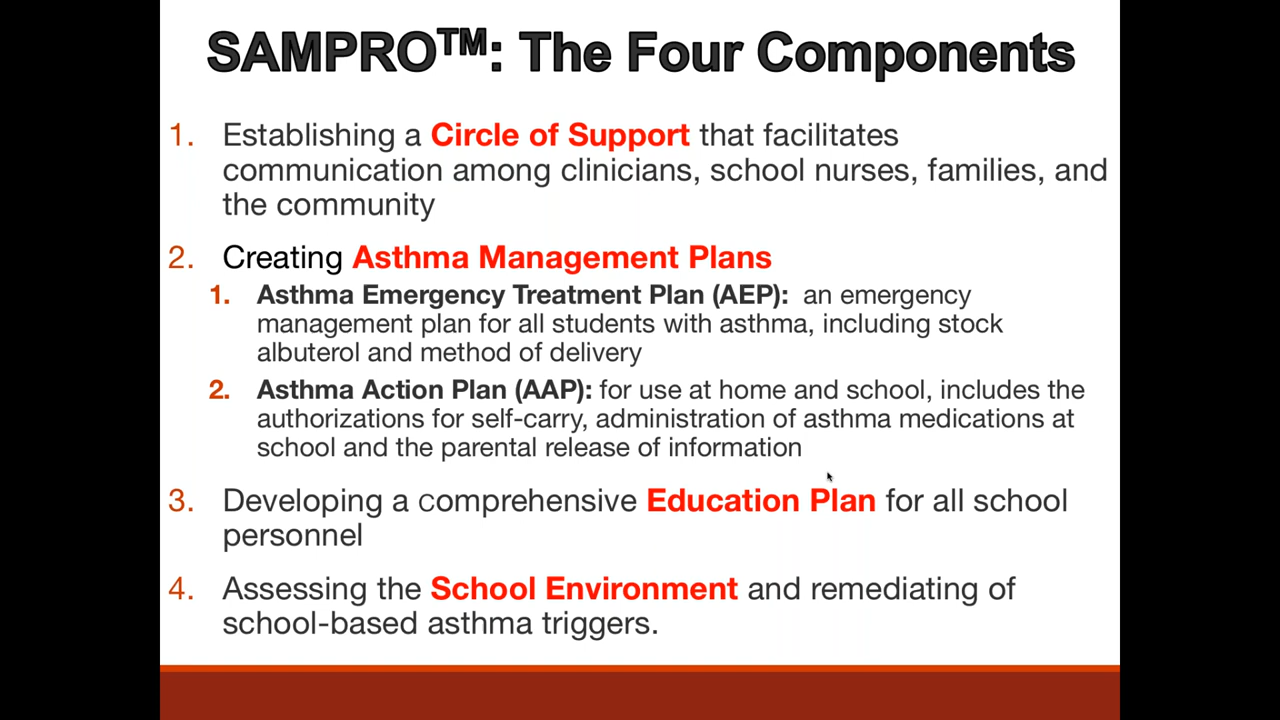 SAMPRO™: The Four Components
1. Establishing a Circle of Support that facilitates
communication among clinicians, school nurses, families, and
the community
2. Creating Asthma Management Plans
1. Asthma Emergency Treatment Plan (AEP): an emergency
management plan for all students with asthma, including stock
albuterol and method of delivery
2. Asthma Action Plan (AAP): for use at home and school, includes the
authorizations for self-carry, administration of asthma medications at
school and the parental release of information
3. Developing a comprehensive Education Plan for all school
personnel
4. Assessing the School Environment and remediating of
school-based asthma triggers.